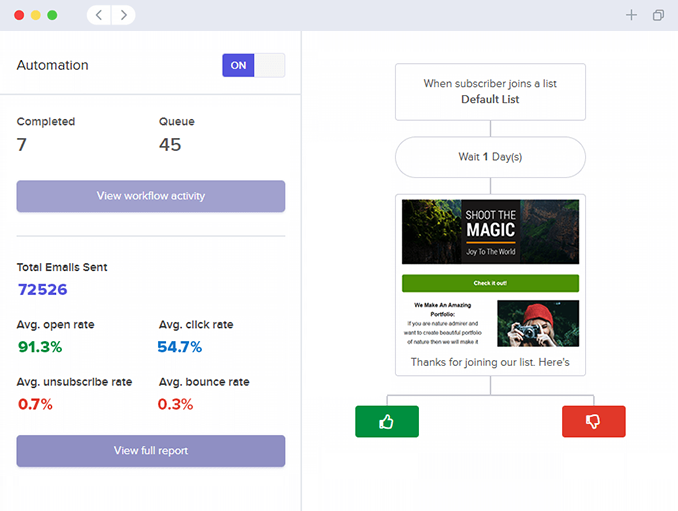 Automation
ON
Completed
Queue
7
45
View workflow activity
Total Emails Sent
72526
Avg. open rate
Avg. click rate
91.3%
54.7%
Avg. unsubscribe rate
Avg. bounce rate
0.7%
0.3%
View full report
When subscriber joins a list
Default List
Wait 1 Day(s)
SHOOT THE
MAGIC
Joy To The World
Check it out!
We Make An Amazing
Portfolio:
If you are nature admirer and
want to create beautiful portfolio
of nature then we will make it
Thanks for joining our list. Here's